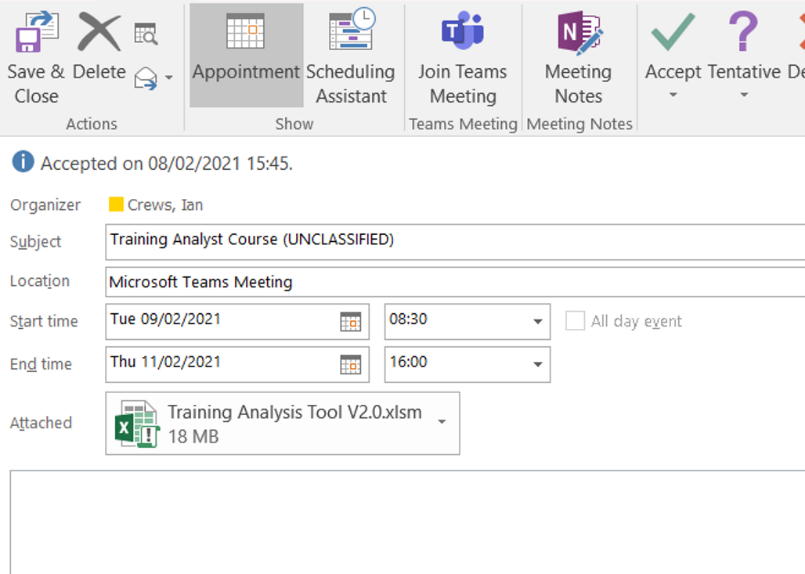 Save & Delete Appointment Scheduling Join Teams Meeting Accept Tentative De
Close Assistant Meeting Notes
Actions Show Teams Meeting Meeting Notes
Accepted on 08/02/2021 15:45.
Organizer Crews, Ian
Subject Training Analyst Course (UNCLASSIFIED)
Location Microsoft Teams Meeting
Start time Tue 09/02/2021 08:30 All day event
End time Thu 11/02/2021 16:00
Attached Training Analysis Tool V2.0.xlsm
18 MB